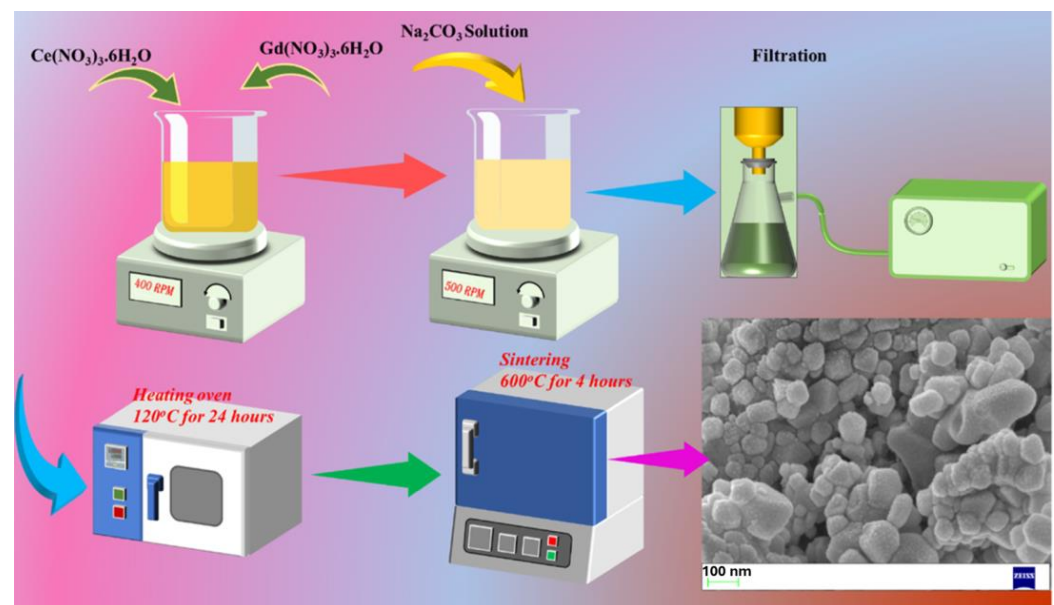 Ce(NO₃)₃.6H₂O
Gd(NO₃)₃.6H₂O
Na₂CO₃ Solution
Filtration
400 RPM
500 RPM
Heating oven
120°C for 24 hours
Sintering
600°C for 4 hours
100 nm
ZEISS